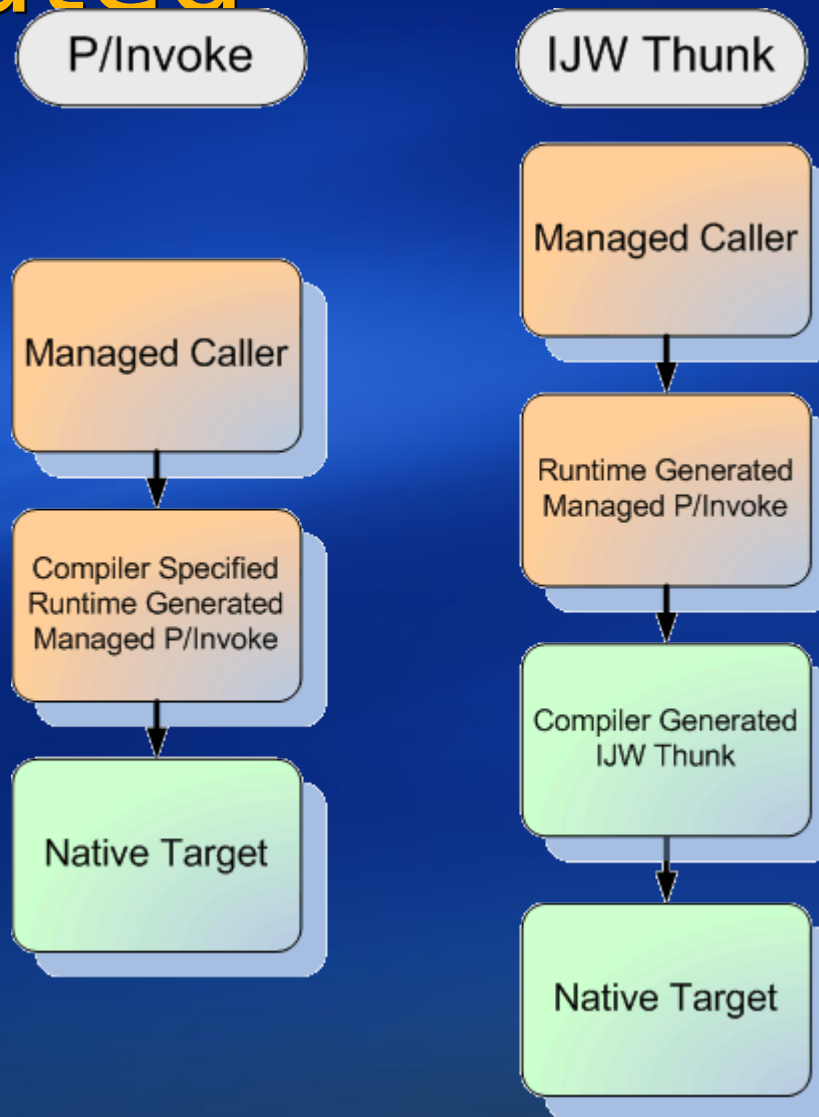 P/Invoke
Managed Caller
Compiler Specified
Runtime Generated
Managed P/Invoke
Native Target
IJW Thunk
Managed Caller
Runtime Generated
Managed P/Invoke
Compiler Generated
IJW Thunk
Native Target